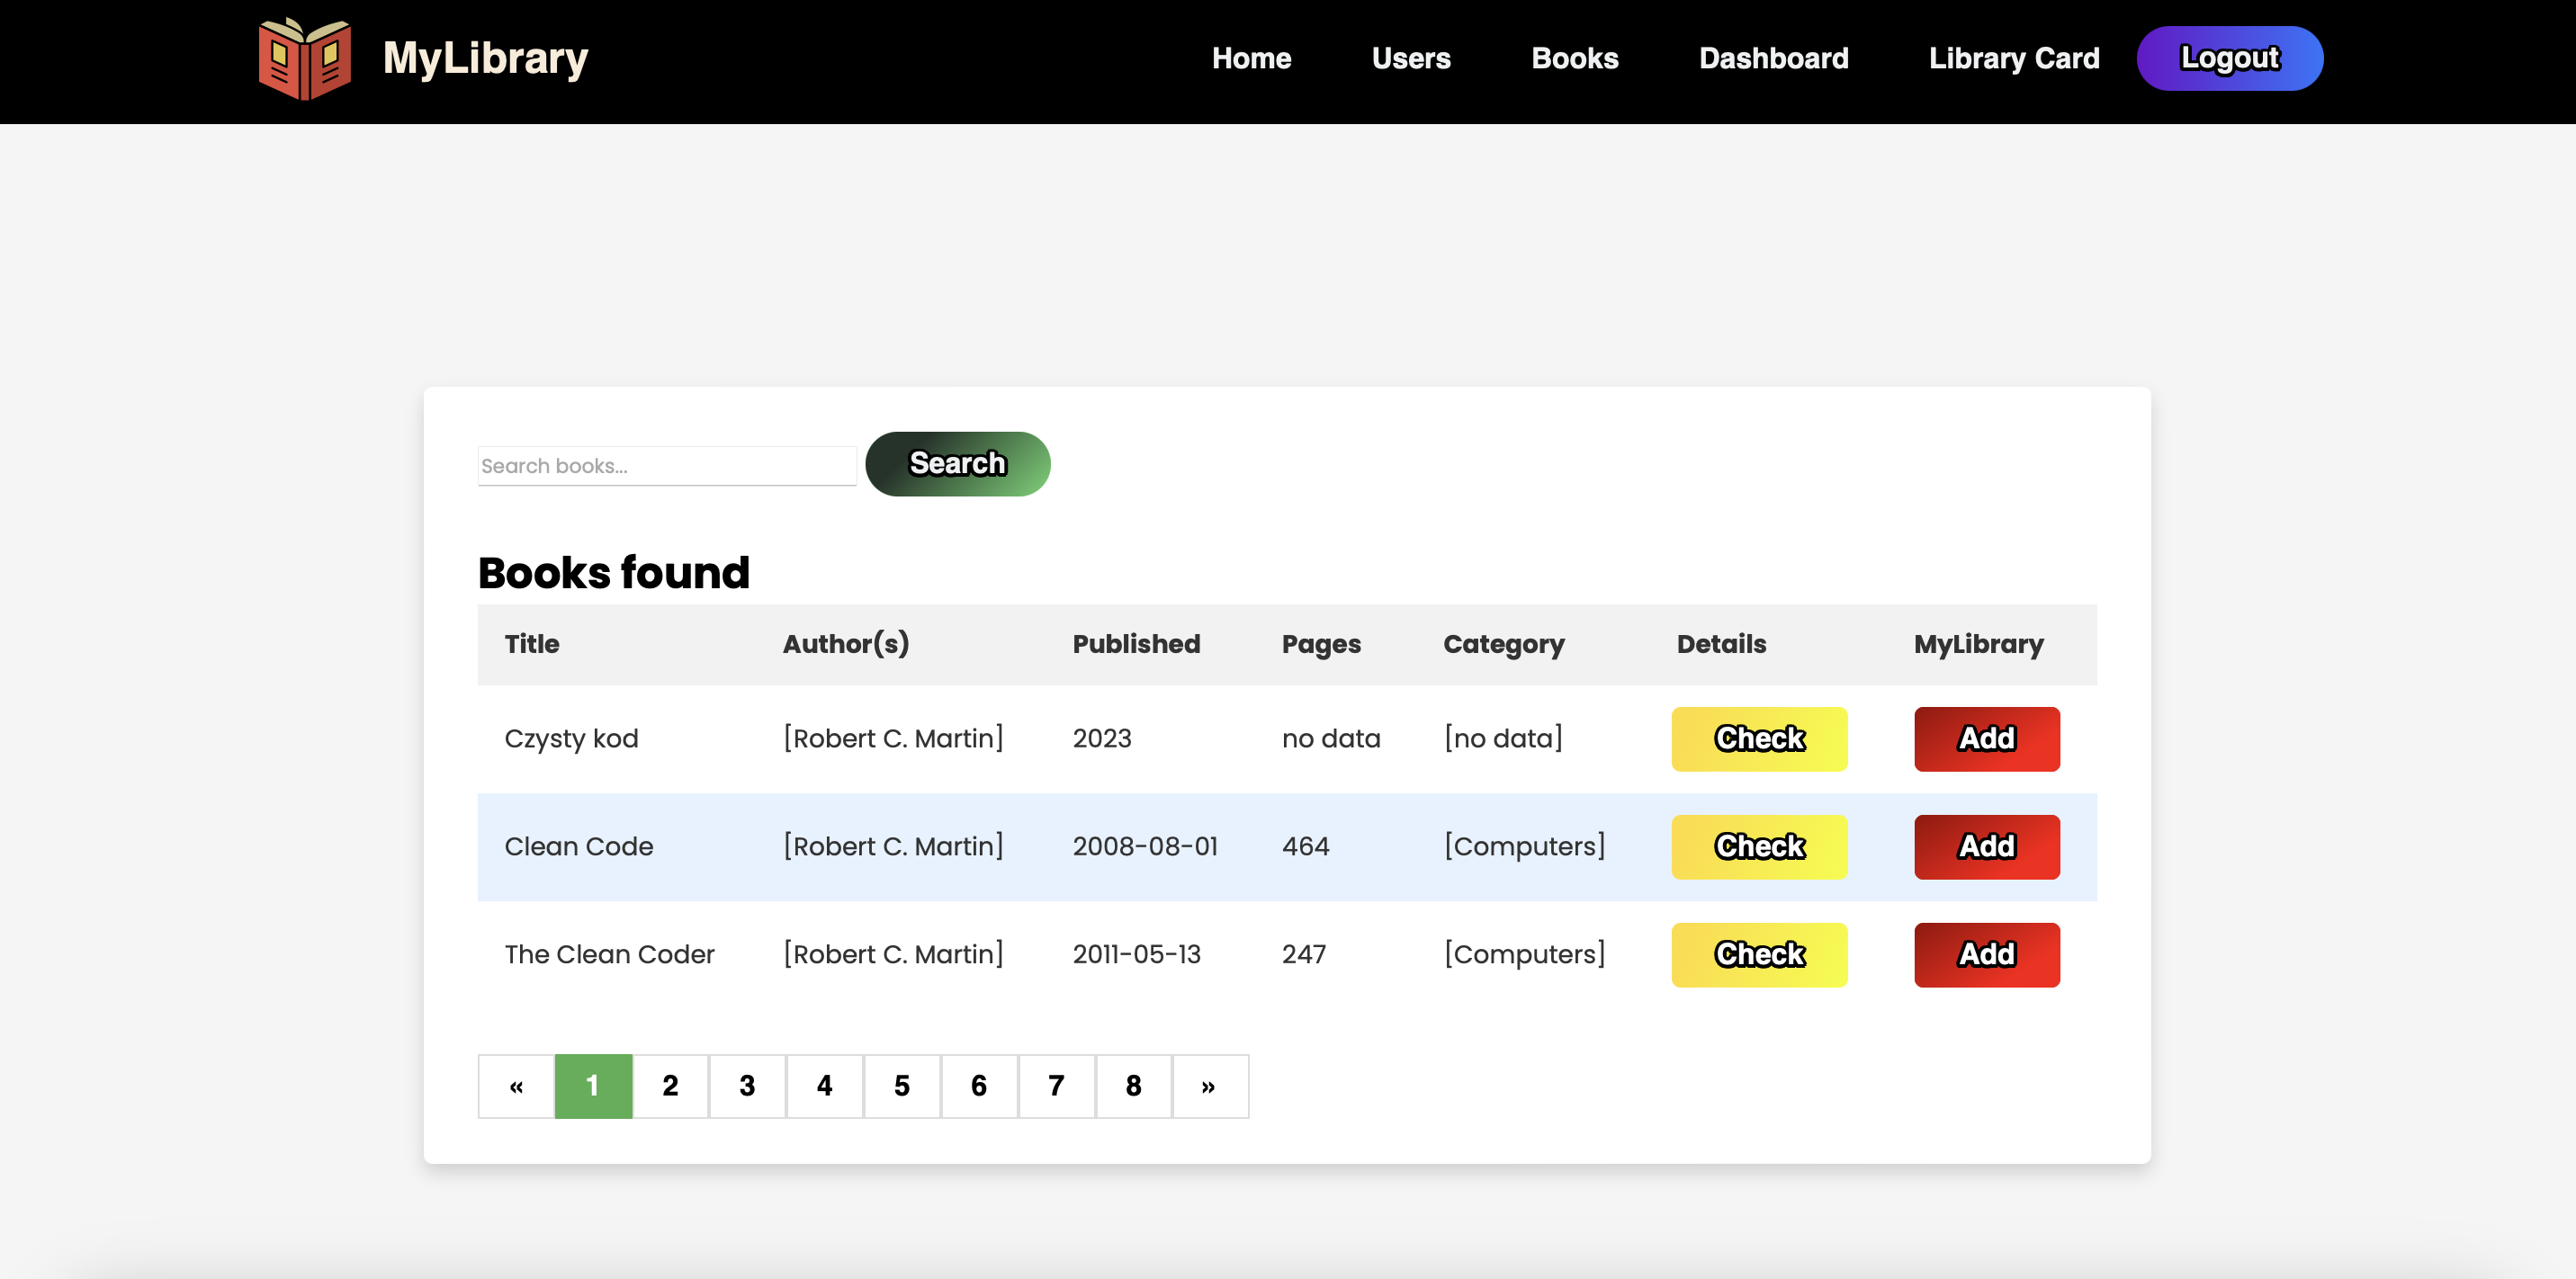 MyLibrary Home Users Books Dashboard Library Card Logout
Search books... Search
Books found
Title Author(s) Published Pages Category Details MyLibrary
Czysty kod [Robert C. Martin] 2023 no data [no data] Check Add
Clean Code [Robert C. Martin] 2008-08-01 464 [Computers] Check Add
The Clean Coder [Robert C. Martin] 2011-05-13 247 [Computers] Check Add
« 1 2 3 4 5 6 7 8 »